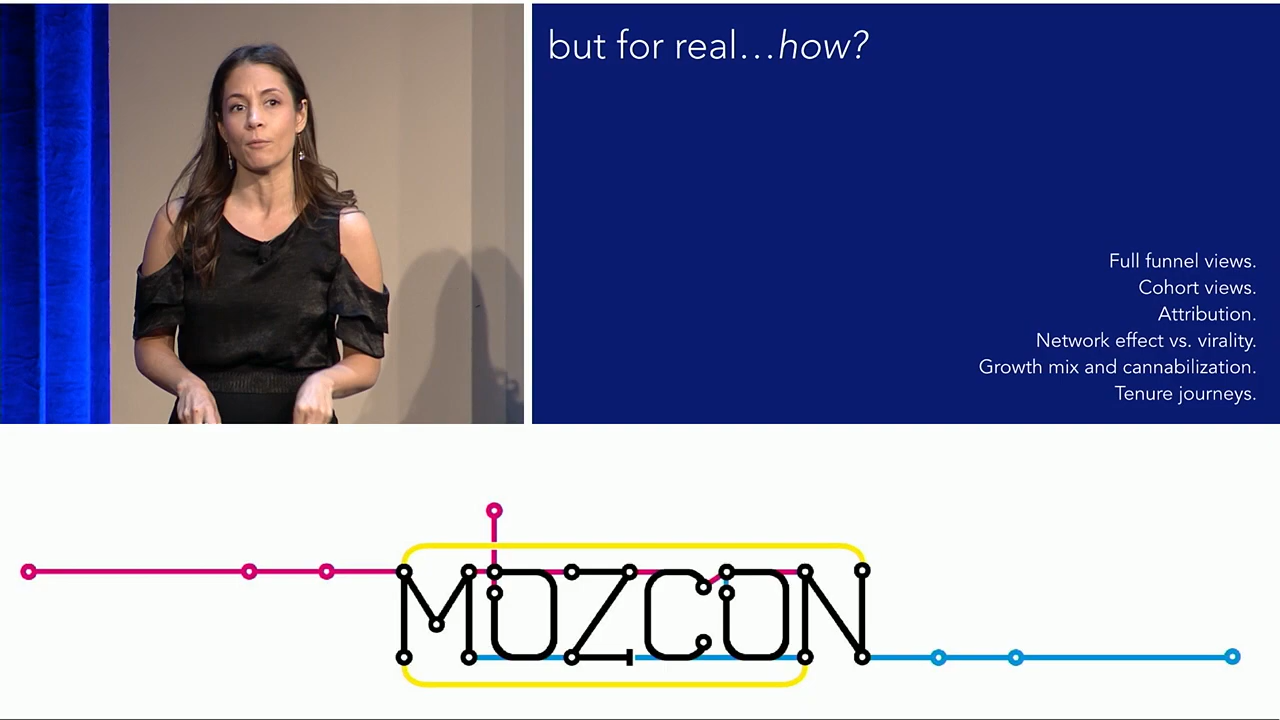 but for real...how?
Full funnel views.
Cohort views.
Attribution.
Network effect vs. virality.
Growth mix and cannabilization.
Tenure journeys.
MOZCON